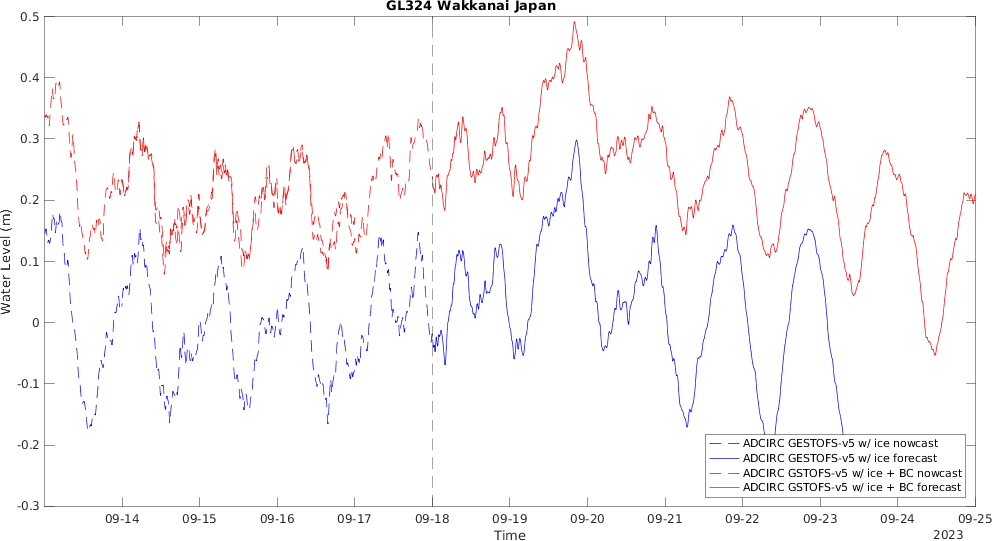 GL324 Wakkanai Japan
0.5
0.4
0.3
0.2
0.1
0
-0.1
-0.2
-0.3
Water Level (m)
09-14 09-15 09-16 09-17 09-18 09-19 09-20 09-21 09-22 09-23 09-24 09-25
Time
2023
ADCIRC GESTOFS-v5 w/ ice nowcast
ADCIRC GESTOFS-v5 w/ ice forecast
ADCIRC GSTOFS-v5 w/ ice + BC nowcast
ADCIRC GSTOFS-v5 w/ ice + BC forecast